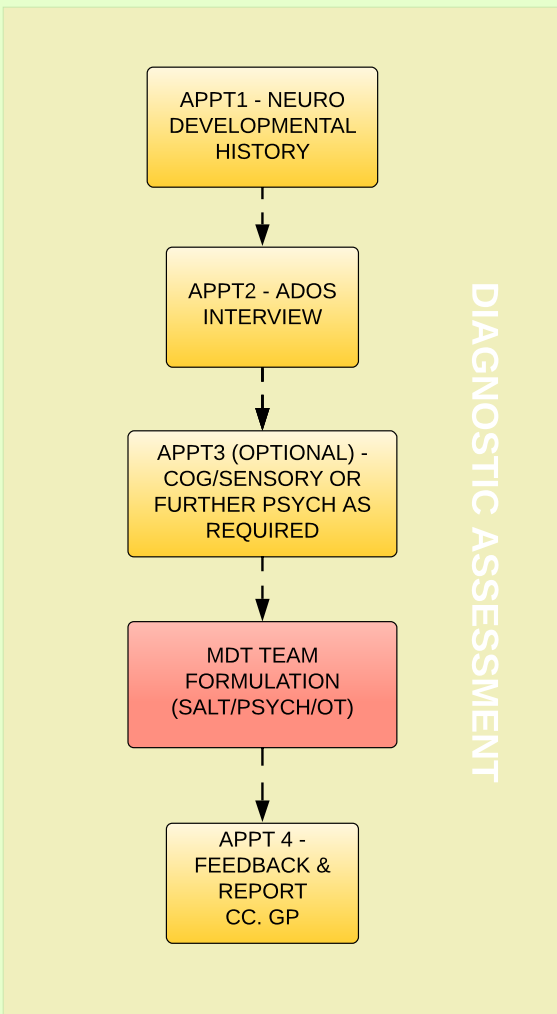 APPT1 - NEURO
DEVELOPMENTAL
HISTORY
APPT2 - ADOS
INTERVIEW
APPT3 (OPTIONAL) -
COG/SENSORY OR
FURTHER PSYCH AS
REQUIRED
MDT TEAM
FORMULATION
(SALT/PSYCH/OT)
APPT 4 -
FEEDBACK &
REPORT
CC. GP
DIAGNOSTIC ASSESSMENT